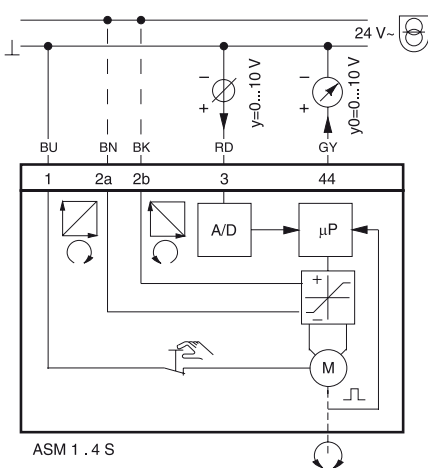 24 V~
⊥
− + y=0...10 V
− + y0=0...10 V
BU BN BK RD GY
1 2a 2b 3 44
A/D µP
+
−
M
ASM 1 . 4 S